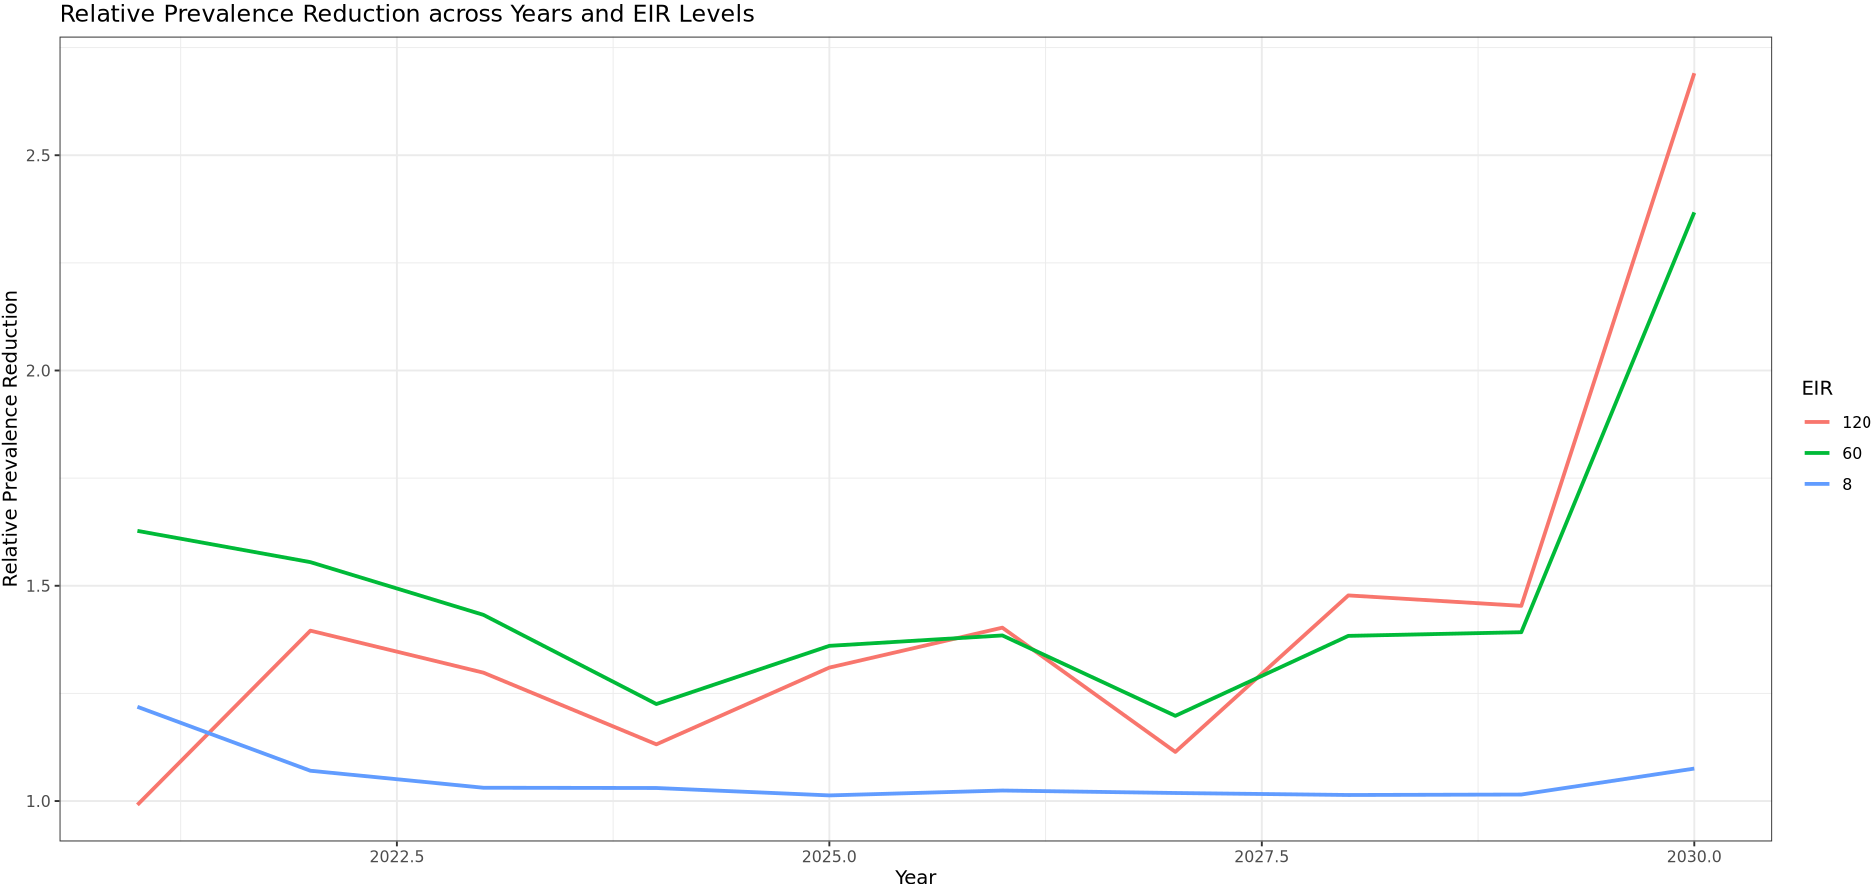 Relative Prevalence Reduction across Years and EIR Levels
Relative Prevalence Reduction
2.5
2.0
1.5
1.0
2022.5
2025.0
2027.5
2030.0
Year
EIR
120
60
8